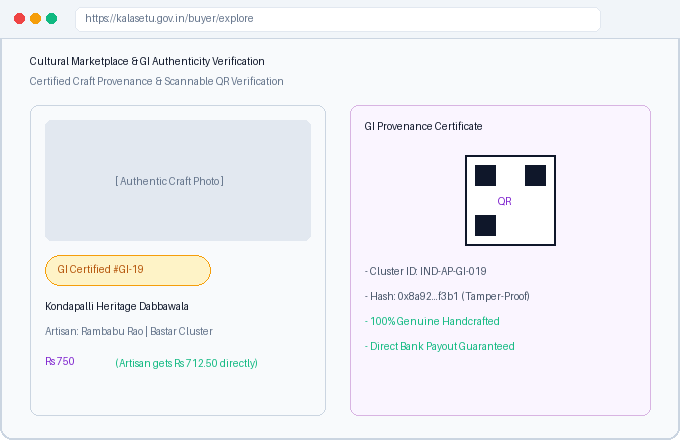 https://kalasetu.gov.in/buyer/explore
Cultural Marketplace & GI Authenticity Verification
Certified Craft Provenance & Scannable QR Verification
[ Authentic Craft Photo ]
GI Certified #GI-19
Kondapalli Heritage Dabbawala
Artisan: Rambabu Rao | Bastar Cluster
Rs 750
(Artisan gets Rs 712.50 directly)
GI Provenance Certificate
QR
- Cluster ID: IND-AP-GI-019
- Hash: 0x8a92...f3b1 (Tamper-Proof)
- 100% Genuine Handcrafted
- Direct Bank Payout Guaranteed